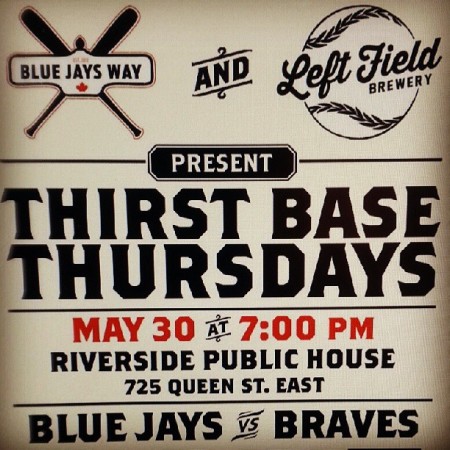 BLUE JAYS WAY
AND
Left Field
BREWERY
PRESENT
THIRST BASE
THURSDAYS
MAY 30 AT 7:00 PM
RIVERSIDE PUBLIC HOUSE
725 QUEEN ST. EAST
BLUE JAYS VS BRAVES